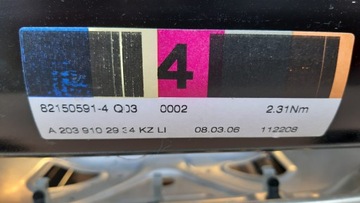 4
82150591-4 Q03 0002 2.31Nm
A 203 910 29 34 KZ LI 08.03.06 112208